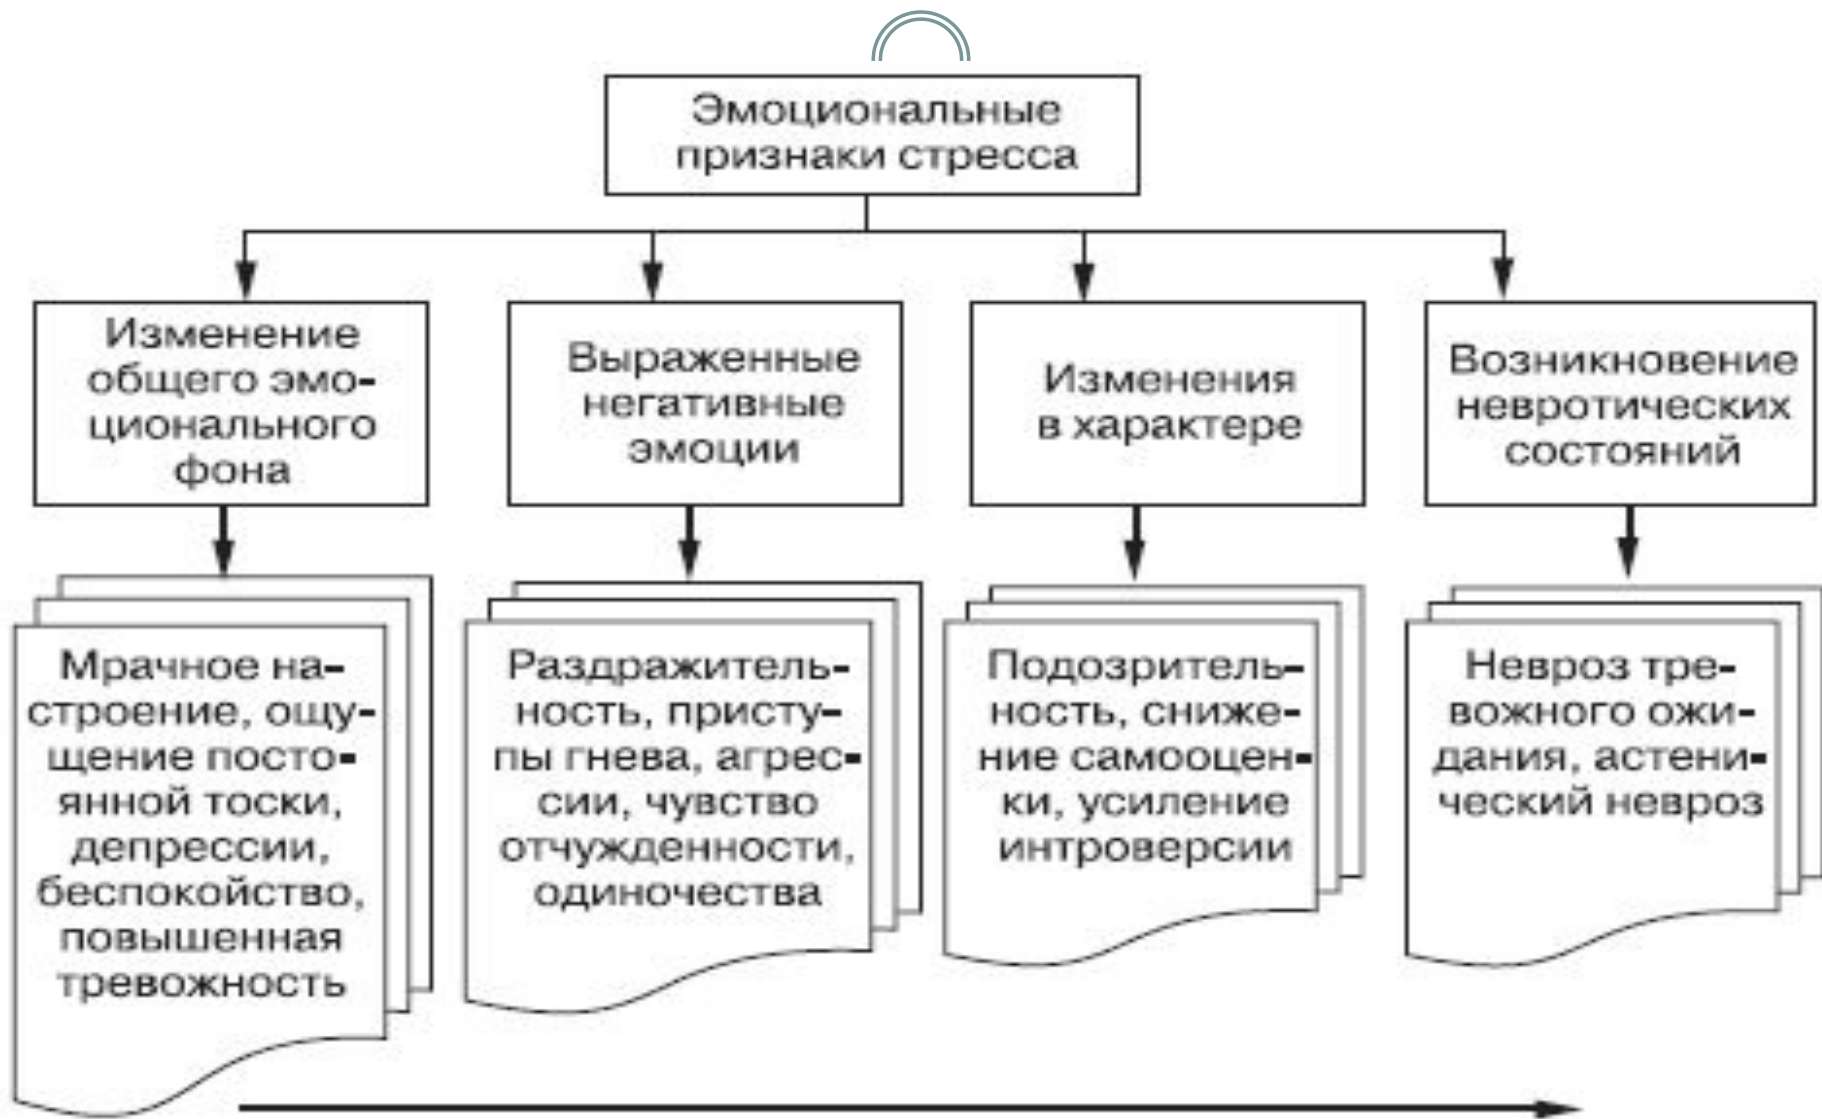 Эмоциональные
признаки стресса
Изменение
общего эмо-
ционального
фона
Выраженные
негативные
эмоции
Изменения
в характере
Возникновение
невротических
состояний
Мрачное на-
строение, ощу-
щение посто-
янной тоски,
депрессии,
беспокойство,
повышенная
тревожность
Раздражитель-
ность, присту-
пы гнева, агрес-
сии, чувство
отчужденности,
одиночества
Подозритель-
ность, сниже-
ние самооцен-
ки, усиление
интроверсии
Невроз тре-
вожного ожи-
дания, астени-
ческий невроз